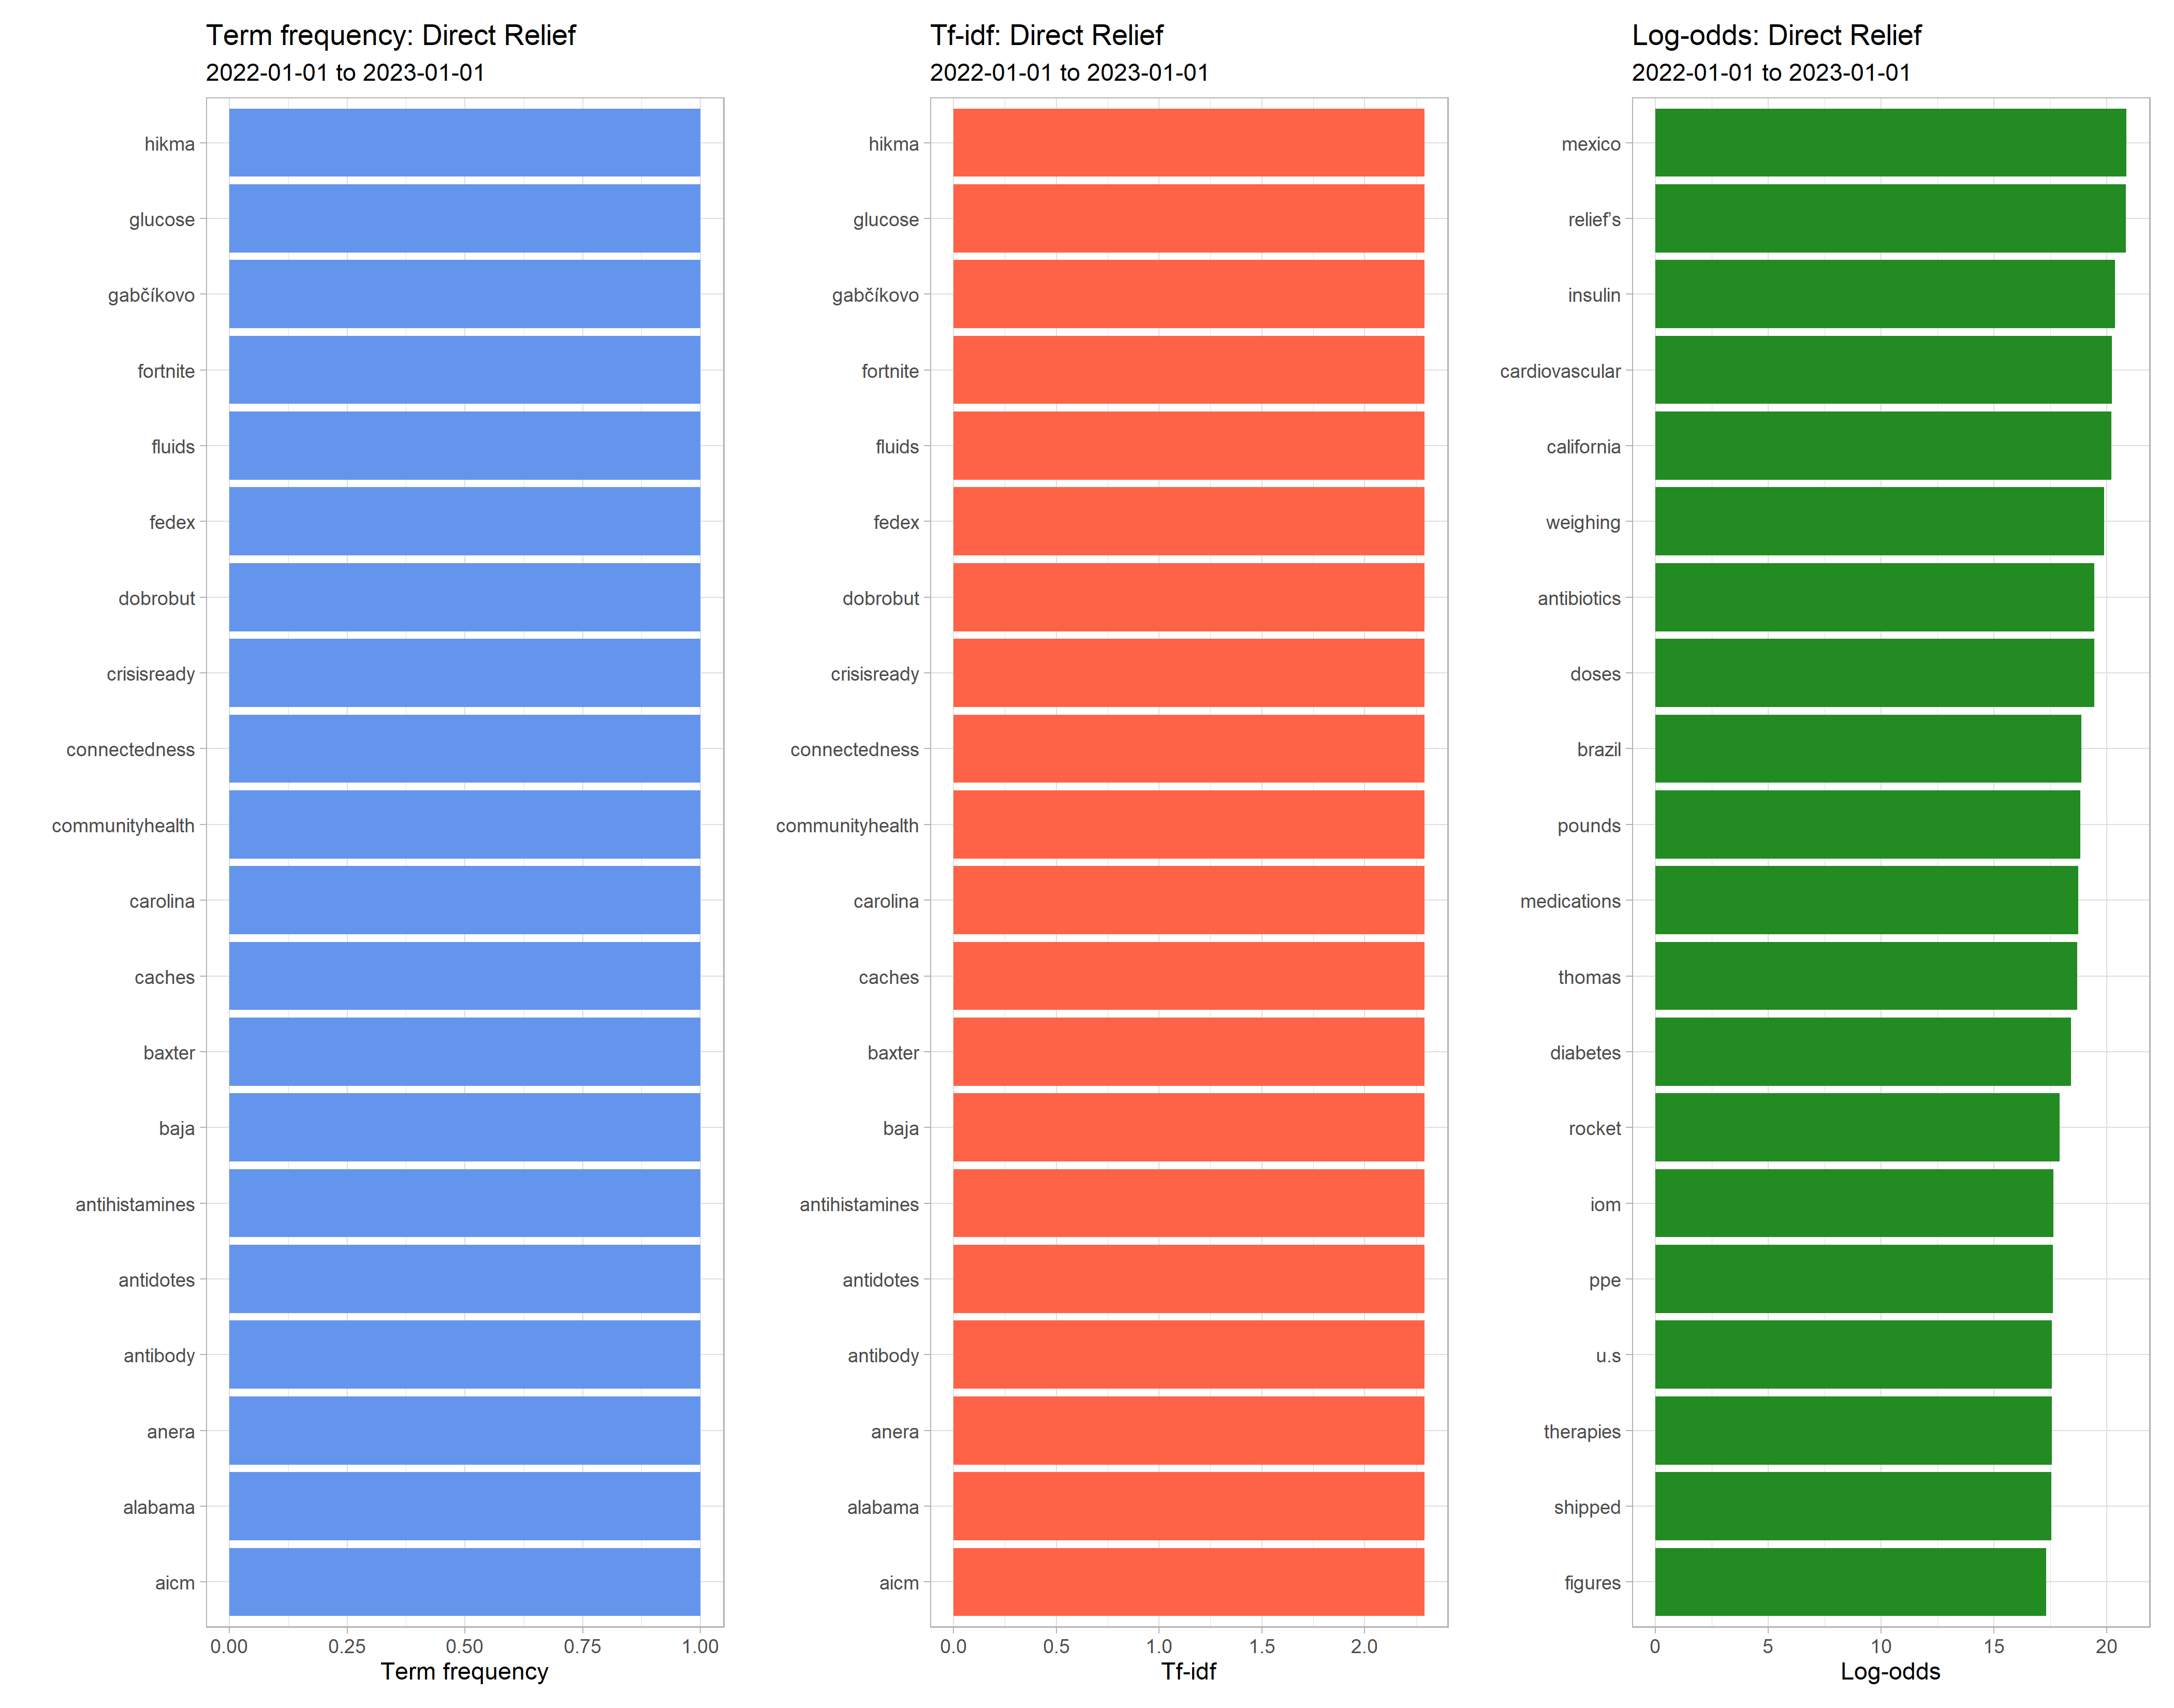 Term frequency: Direct Relief
2022-01-01 to 2023-01-01
hikma
glucose
gabčíkovo
fortnite
fluids
fedex
dobrobut
crisisready
connectedness
communityhealth
carolina
caches
baxter
baja
antihistamines
antidotes
antibody
anera
alabama
aicm
0.00 0.25 0.50 0.75 1.00
Term frequency
Tf-idf: Direct Relief
2022-01-01 to 2023-01-01
hikma
glucose
gabčíkovo
fortnite
fluids
fedex
dobrobut
crisisready
connectedness
communityhealth
carolina
caches
baxter
baja
antihistamines
antidotes
antibody
anera
alabama
aicm
0.0 0.5 1.0 1.5 2.0
Tf-idf
Log-odds: Direct Relief
2022-01-01 to 2023-01-01
mexico
relief’s
insulin
cardiovascular
california
weighing
antibiotics
doses
brazil
pounds
medications
thomas
diabetes
rocket
iom
ppe
u.s
therapies
shipped
figures
0 5 10 15 20
Log-odds